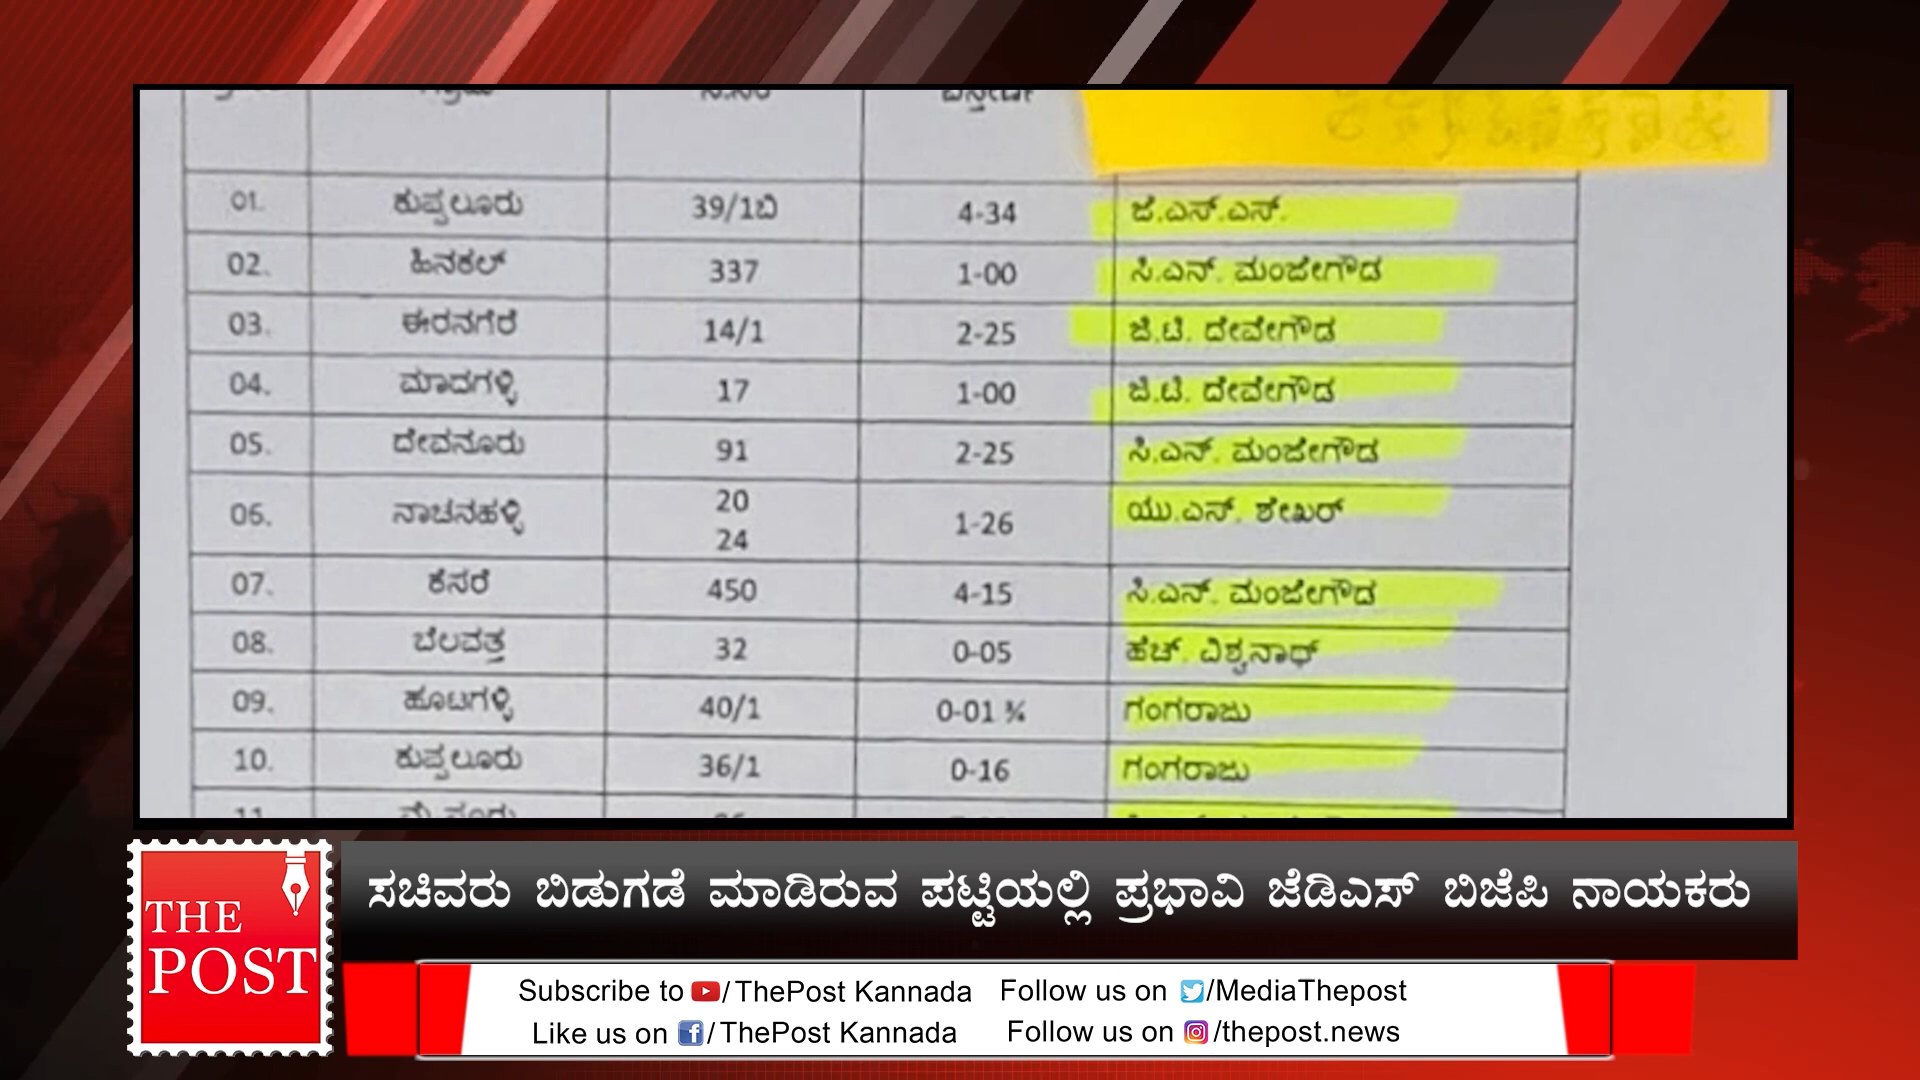 01. ಕುಪ್ಪಲೂರು 39/1ಬಿ 4-34 ಜೆ.ಎಸ್.ಎಸ್.
02. ಹಿನಕಲ್ 337 1-00 ಸಿ.ಎನ್. ಮಂಜೇಗೌಡ
03. ಈರನಗೆರೆ 14/1 2-25 ಜಿ.ಟಿ. ದೇವೇಗೌಡ
04. ಮಾದಗಳ್ಳಿ 17 1-00 ಜಿ.ಟಿ. ದೇವೇಗೌಡ
05. ದೇವನೂರು 91 2-25 ಸಿ.ಎನ್. ಮಂಜೇಗೌಡ
06. ನಾಚನಹಳ್ಳಿ 20 24 1-26 ಯು.ಎಸ್. ಶೇಖರ್
07. ಕೆಸರೆ 450 4-15 ಸಿ.ಎನ್. ಮಂಜೇಗೌಡ
08. ಬೆಲವತ್ತ 32 0-05 ಹೆಚ್. ವಿಶ್ವನಾಥ್
09. ಹೂಟಗಳ್ಳಿ 40/1 0-01 ¾ ಗಂಗರಾಜು
10. ಕುಪ್ಪಲೂರು 36/1 0-16 ಗಂಗರಾಜು
THE
POST
ಸಚಿವರು ಬಿಡುಗಡೆ ಮಾಡಿರುವ ಪಟ್ಟಿಯಲ್ಲಿ ಪ್ರಭಾವಿ ಜೆಡಿಎಸ್ ಬಿಜೆಪಿ ನಾಯಕರು
Subscribe to /ThePost Kannada Follow us on /MediaThepost
Like us on /ThePost Kannada Follow us on /thepost.news